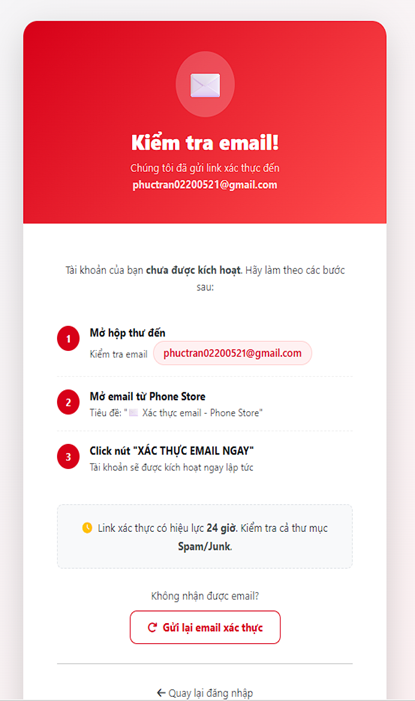 Kiểm tra email!
Chúng tôi đã gửi link xác thực đến
phuctran02200521@gmail.com
Tài khoản của bạn chưa được kích hoạt. Hãy làm theo các bước
sau:
1
Mở hộp thư đến
Kiểm tra email phuctran02200521@gmail.com
2
Mở email từ Phone Store
Tiêu đề: "✉️ Xác thực email - Phone Store"
3
Click nút "XÁC THỰC EMAIL NGAY"
Tài khoản sẽ được kích hoạt ngay lập tức
Link xác thực có hiệu lực 24 giờ. Kiểm tra cả thư mục
Spam/Junk.
Không nhận được email?
Gửi lại email xác thực
← Quay lại đăng nhập